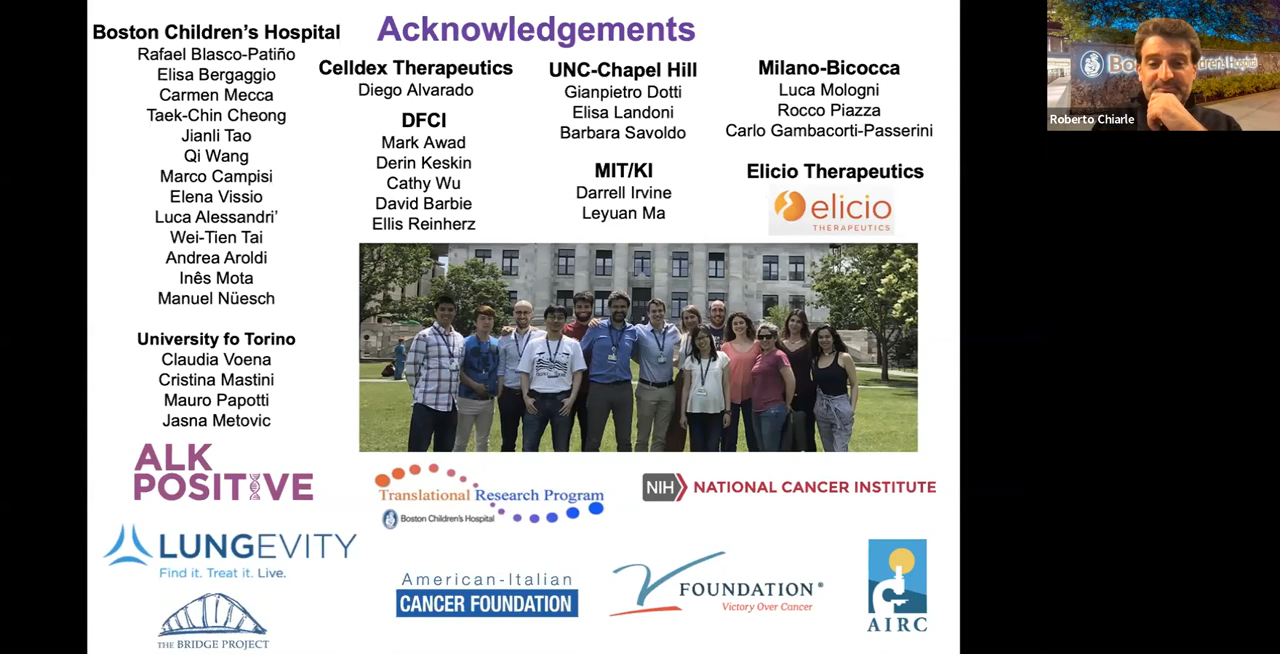 Acknowledgements
Boston Children's Hospital
Rafael Blasco-Patiño
Elisa Bergaggio
Carmen Mecca
Taek-Chin Cheong
Jianli Tao
Qi Wang
Marco Campisi
Elena Vissio
Luca Alessandri'
Wei-Tien Tai
Andrea Aroldi
Inês Mota
Manuel Nüesch
University fo Torino
Claudia Voena
Cristina Mastini
Mauro Papotti
Jasna Metovic
Celldex Therapeutics
Diego Alvarado
DFCI
Mark Awad
Derin Keskin
Cathy Wu
David Barbie
Ellis Reinherz
UNC-Chapel Hill
Gianpietro Dotti
Elisa Landoni
Barbara Savoldo
MIT/KI
Darrell Irvine
Leyuan Ma
Milano-Bicocca
Luca Mologni
Rocco Piazza
Carlo Gambacorti-Passerini
Elicio Therapeutics
elicio
THERAPEUTICS
ALK
POSITIVE
Translational Research Program
Boston Children's Hospital
NIH NATIONAL CANCER INSTITUTE
LUNGEVITY
Find it. Treat it. Live.
American-Italian
CANCER FOUNDATION
V FOUNDATION®
Victory Over Cancer
AIRC
THE BRIDGE PROJECT
Roberto Chiarle